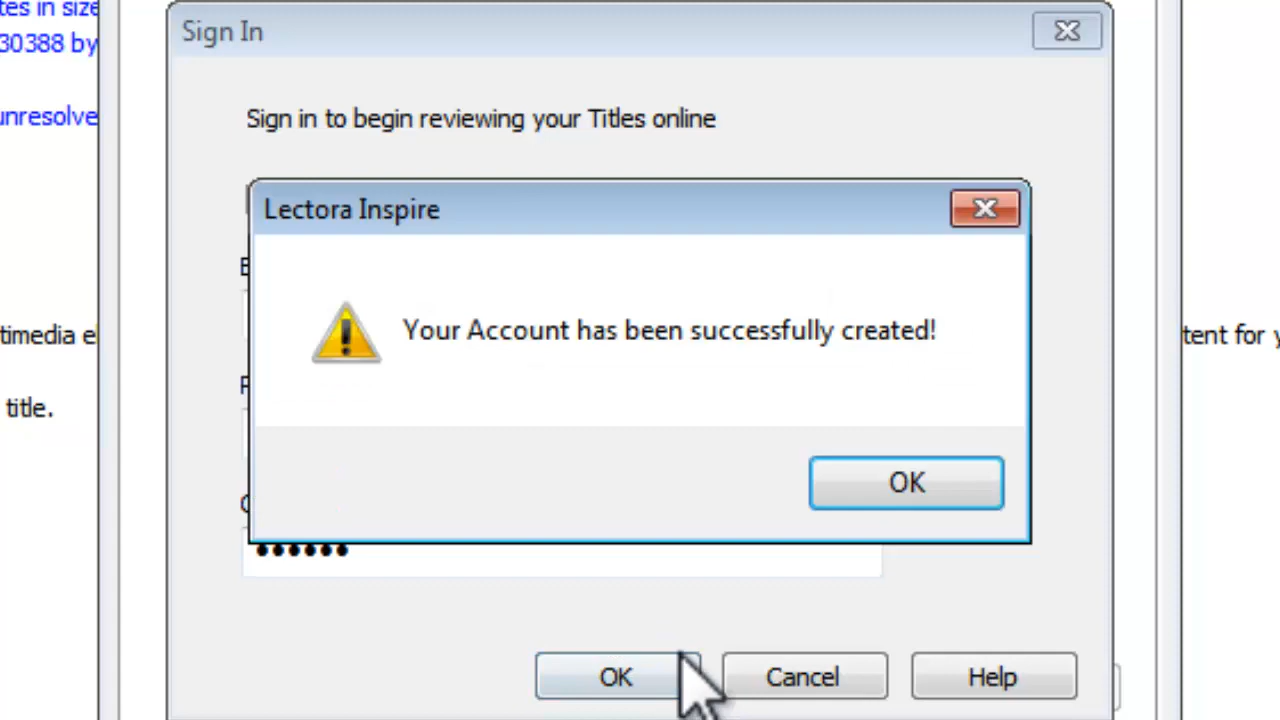 tes in size
Sign In
30388 by
Sign in to begin reviewing your Titles online
unresolve
Lectora Inspire
Your Account has been successfully created!
timedia el
tent for y
title.
OK
OK
Cancel
Help